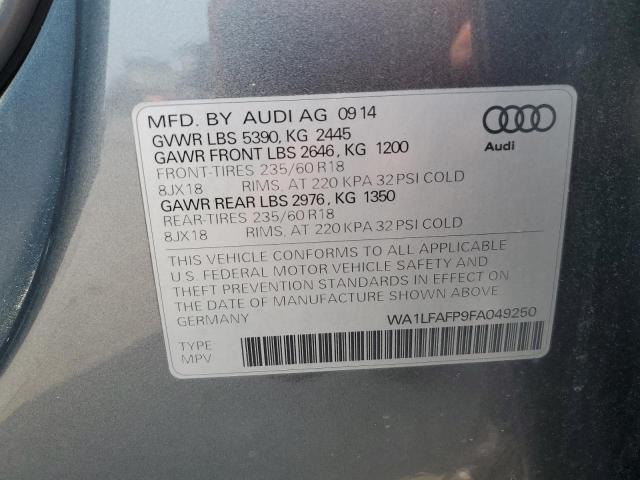 MFD. BY AUDI AG 0914
GVWR LBS 5390, KG 2445
GAWR FRONT LBS 2646, KG 1200
FRONT-TIRES 235/60 R18
8JX18 RIMS, AT 220 KPA 32 PSI COLD
GAWR REAR LBS 2976, KG 1350
REAR-TIRES 235/60 R18
8JX18 RIMS, AT 220 KPA 32 PSI COLD
Audi
THIS VEHICLE CONFORMS TO ALL APPLICABLE
U.S. FEDERAL MOTOR VEHICLE SAFETY AND
THEFT PREVENTION STANDARDS IN EFFECT ON
THE DATE OF MANUFACTURE SHOWN ABOVE.
GERMANY
WA1LFAFP9FA049250
TYPE
MPV